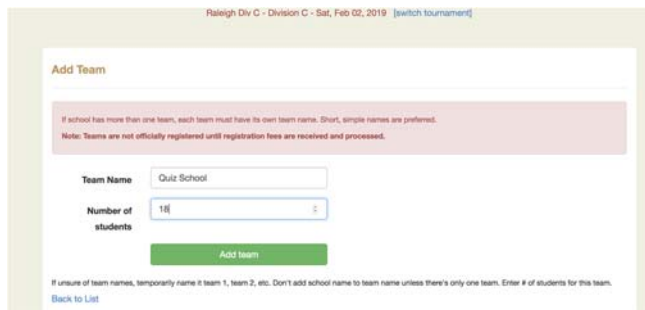 Raleigh Div C - Division C - Sat, Feb 02, 2019 [switch tournament]
Add Team
If school has more than one team, each team must have its own team name. Short, simple names are preferred.
Note: Teams are not officially registered until registration fees are received and processed.
Team Name Quiz School
Number of 18
students
Add team
If unsure of team names, temporarily name it team 1, team 2, etc. Don't add school name to team name unless there's only one team. Enter # of students for this team.
Back to List